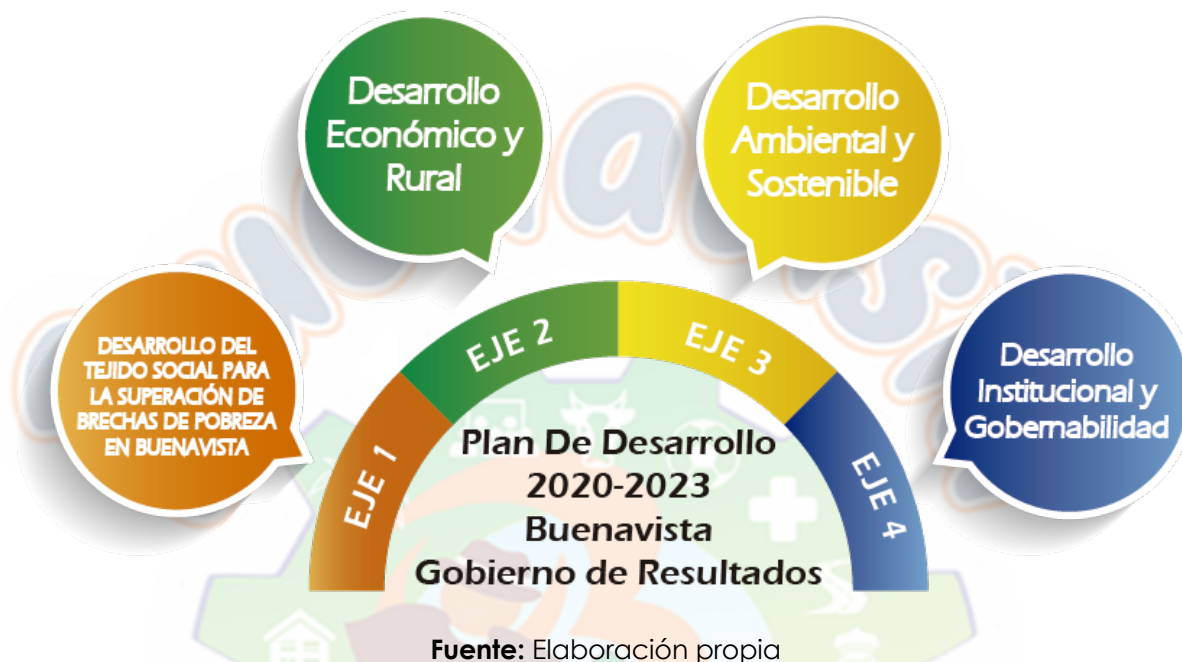 Desarrollo
Económico y
Rural
Desarrollo
Ambiental y
Sostenible
DESARROLLO DEL
TEJIDO SOCIAL PARA
LA SUPERACIÓN DE
BRECHAS DE POBREZA
EN BUENAVISTA
Desarrollo
Institucional y
Gobernabilidad
EJE 1
EJE 2
EJE 3
EJE 4
Plan De Desarrollo
2020-2023
Buenavista
Gobierno de Resultados
Fuente: Elaboración propia